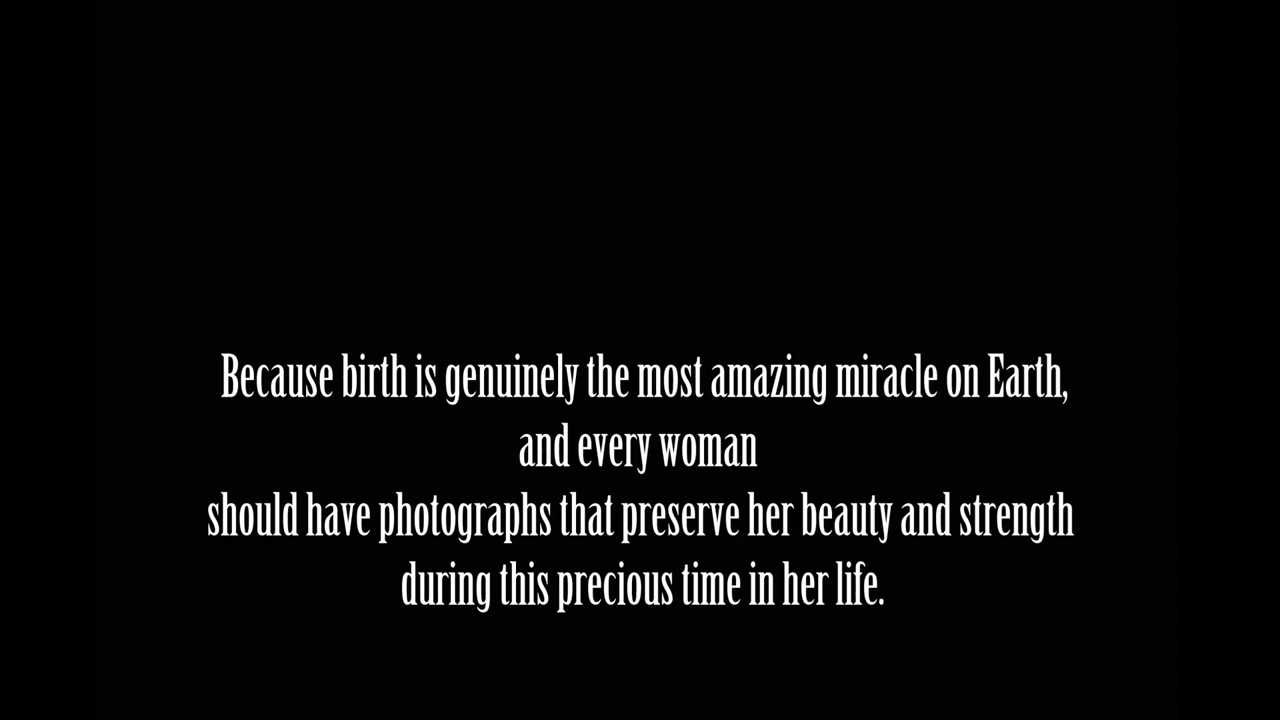 Because birth is genuinely the most amazing miracle on Earth,
and every woman
should have photographs that preserve her beauty and strength
during this precious time in her life.